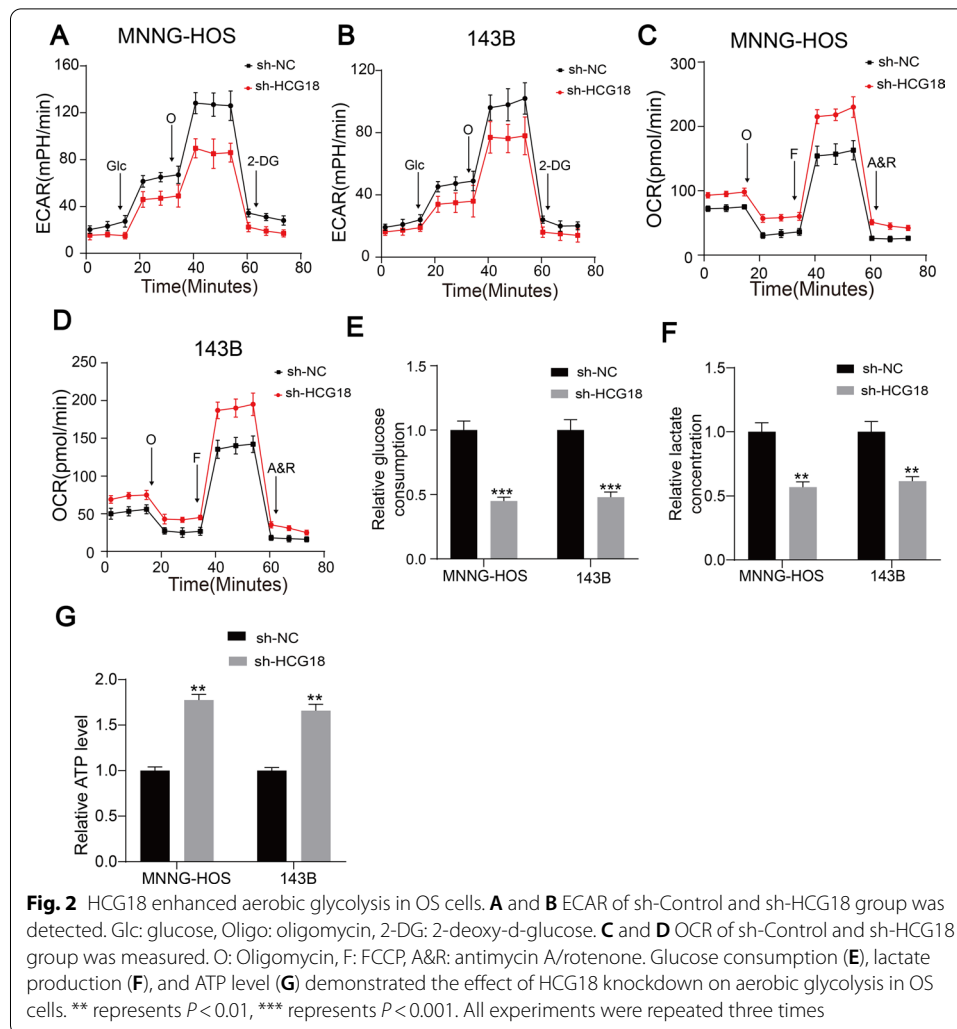 A
MNNG-HOS
sh-NC
sh-HCG18
ECAR(mPH/min)
160
120
80
40
0
Glc
O
2-DG
0 20 40 60 80
Time(Minutes)
B
143B
sh-NC
sh-HCG18
ECAR(mPH/min)
120
80
40
0
Glc
O
2-DG
0 20 40 60 80
Time(Minutes)
C
MNNG-HOS
sh-NC
sh-HCG18
OCR(pmol/min)
300
200
100
0
O
F
A&R
0 20 40 60 80
Time(Minutes)
D
143B
sh-NC
sh-HCG18
OCR(pmol/min)
250
200
150
100
50
0
O
F
A&R
0 20 40 60 80
Time(Minutes)
E
sh-NC
sh-HCG18
Relative glucose
consumption
1.5
1.0
0.5
0.0
*** ***
MNNG-HOS 143B
F
sh-NC
sh-HCG18
Relative lactate
concentration
1.5
1.0
0.5
0.0
** **
MNNG-HOS 143B
G
sh-NC
sh-HCG18
Relative ATP level
2.0
1.5
1.0
0.5
0.0
** **
MNNG-HOS 143B
Fig. 2 HCG18 enhanced aerobic glycolysis in OS cells. A and B ECAR of sh-Control and sh-HCG18 group was
detected. Glc: glucose, Oligo: oligomycin, 2-DG: 2-deoxy-d-glucose. C and D OCR of sh-Control and sh-HCG18
group was measured. O: Oligomycin, F: FCCP, A&R: antimycin A/rotenone. Glucose consumption (E), lactate
production (F), and ATP level (G) demonstrated the effect of HCG18 knockdown on aerobic glycolysis in OS
cells. ** represents P < 0.01, *** represents P < 0.001. All experiments were repeated three times